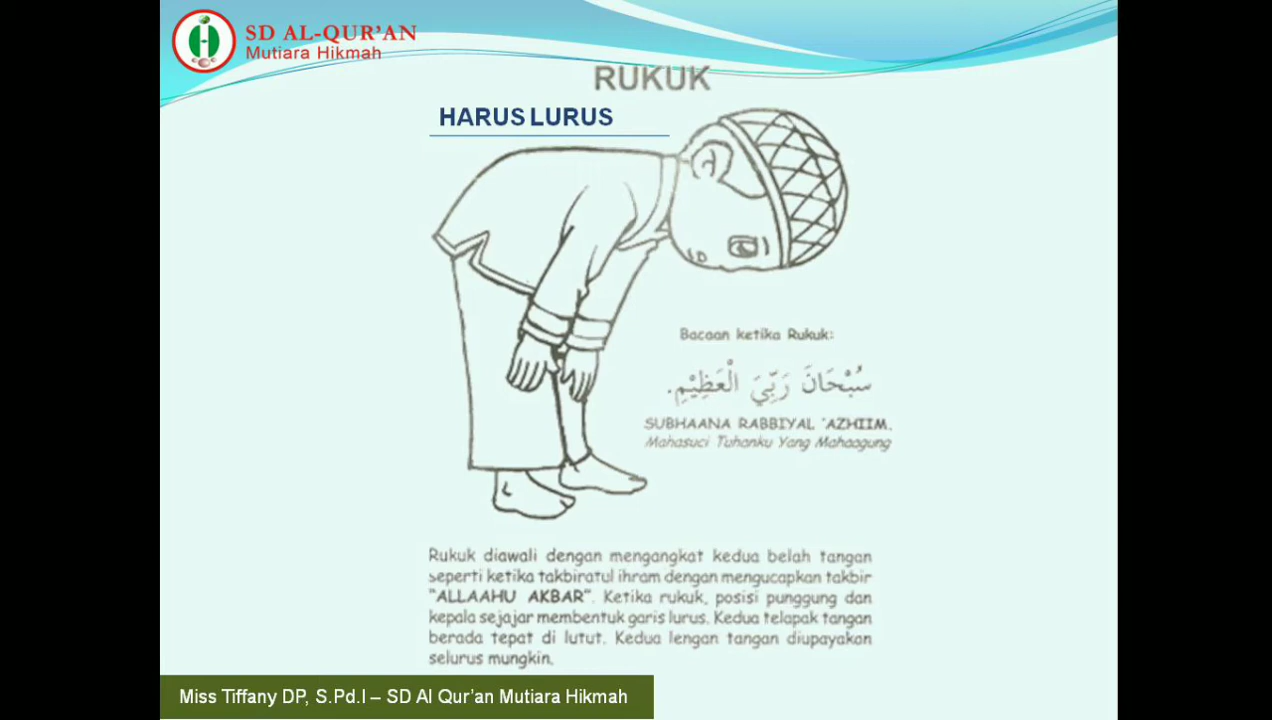 SD AL-QUR'AN
Mutiara Hikmah
RUKUK
HARUS LURUS
Bacaan ketika Rukuk:
سُبْحَانَ رَبِّيَ الْعَظِيْمِ.
SUBHAANA RABBIYAL 'AZHIIM.
Mahasuci Tuhanku Yang Mahaagung
Rukuk diawali dengan mengangkat kedua belah tangan
seperti ketika takbiratul ihram dengan mengucapkan takbir
"ALLAAHU AKBAR". Ketika rukuk, posisi punggung dan
kepala sejajar membentuk garis lurus. Kedua telapak tangan
berada tepat di lutut. Kedua lengan tangan diupayakan
selurus mungkin.
Miss Tiffany DP, S.Pd.I – SD Al Qur'an Mutiara Hikmah